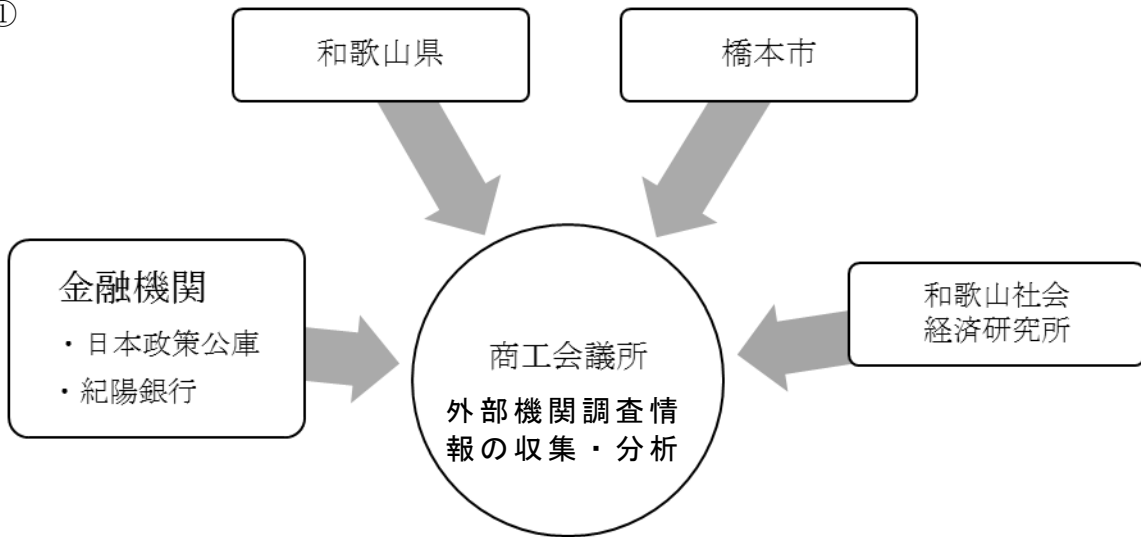 ①
和歌山県
橋本市
金融機関
・日本政策公庫
・紀陽銀行
和歌山社会
経済研究所
商工会議所
外部機関調査情
報の収集・分析